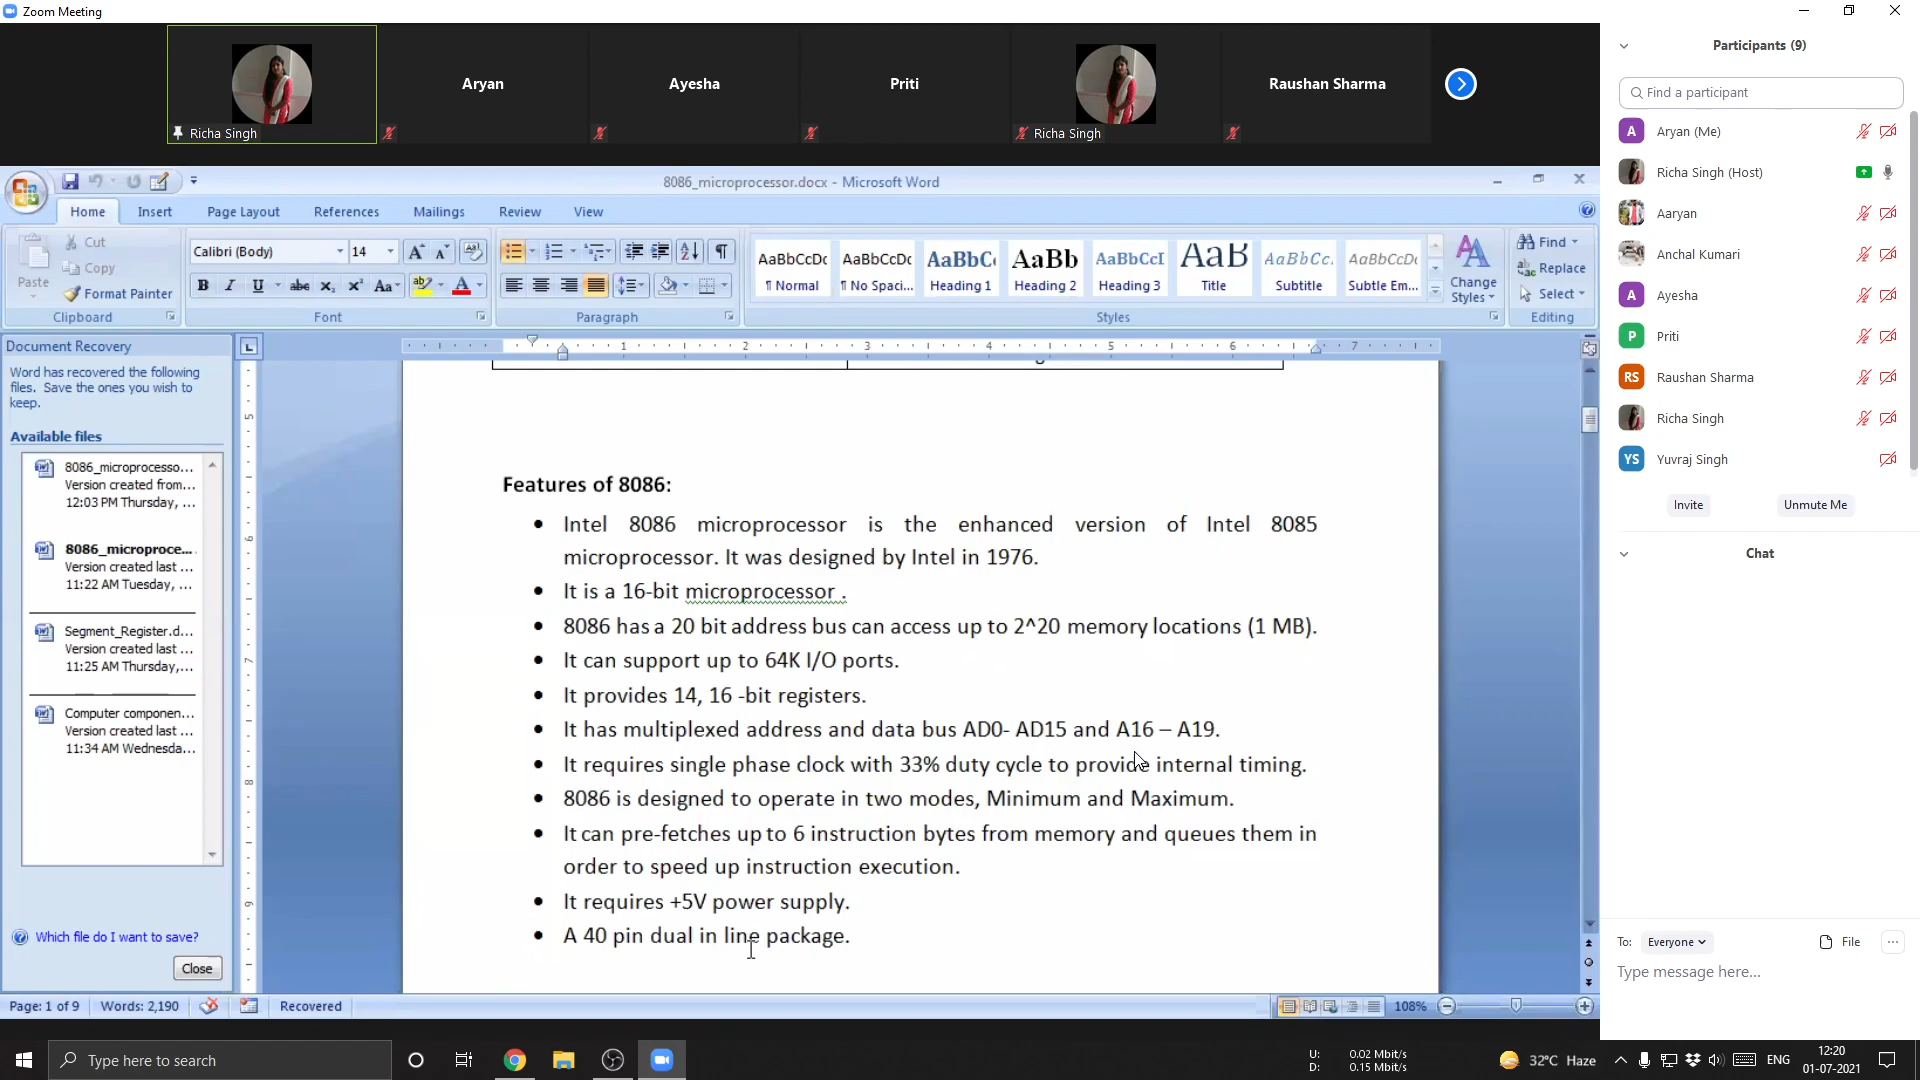 Zoom Meeting
Richa Singh
Aryan
Ayesha
Priti
Richa Singh
Raushan Sharma
8086_microprocessor.docx - Microsoft Word
Home Insert Page Layout References Mailings Review View
Paste
Cut
Copy
Format Painter
Clipboard
Calibri (Body) 14
Font
Paragraph
AaBbCcDc AaBbCcDc AaBbC AaBb AaBbCcI AaB AaBbCc. AaBbCcDc
¶ Normal ¶ No Spaci... Heading 1 Heading 2 Heading 3 Title Subtitle Subtle Em...
Change Styles
Styles
Find
Replace
Select
Editing
Document Recovery
Word has recovered the following
files. Save the ones you wish to
keep.
Available files
8086_microprocesso...
Version created from...
12:03 PM Thursday, ...
8086_microproce...
Version created last ...
11:22 AM Tuesday, ...
Segment_Register.d...
Version created last ...
11:25 AM Thursday,...
Computer componen...
Version created last ...
11:34 AM Wednesda...
Which file do I want to save?
Close
1 2 3 4 5 6 7
5
6
7
8
9
Features of 8086:
• Intel 8086 microprocessor is the enhanced version of Intel 8085
microprocessor. It was designed by Intel in 1976.
• It is a 16-bit microprocessor .
• 8086 has a 20 bit address bus can access up to 2^20 memory locations (1 MB).
• It can support up to 64K I/O ports.
• It provides 14, 16 -bit registers.
• It has multiplexed address and data bus AD0- AD15 and A16 – A19.
• It requires single phase clock with 33% duty cycle to provide internal timing.
• 8086 is designed to operate in two modes, Minimum and Maximum.
• It can pre-fetches up to 6 instruction bytes from memory and queues them in
order to speed up instruction execution.
• It requires +5V power supply.
• A 40 pin dual in line package.
Page: 1 of 9 Words: 2,190 Recovered 108%
Participants (9)
Find a participant
A Aryan (Me)
Richa Singh (Host)
Aaryan
Anchal Kumari
A Ayesha
P Priti
RS Raushan Sharma
Richa Singh
YS Yuvraj Singh
Invite Unmute Me
Chat
To: Everyone File ...
Type message here...
Type here to search
U: 0.02 Mbit/s
D: 0.15 Mbit/s
32°C Haze
ENG
12:20
01-07-2021